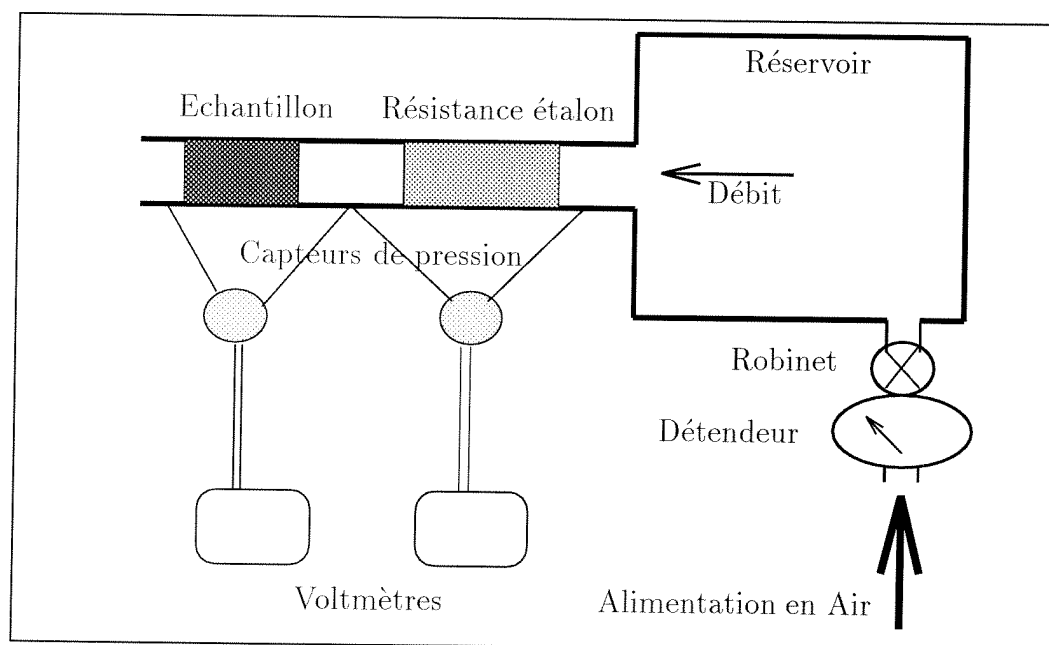 Réservoir
Echantillon
Résistance étalon
Débit
Capteurs de pression
Robinet
Détendeur
Voltmètres
Alimentation en Air